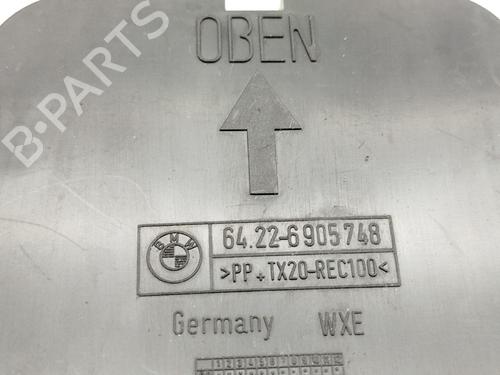 OBEN
B-PARTS
BMW
64.22-6905748
>PP+TX20-REC100<
Germany WXE